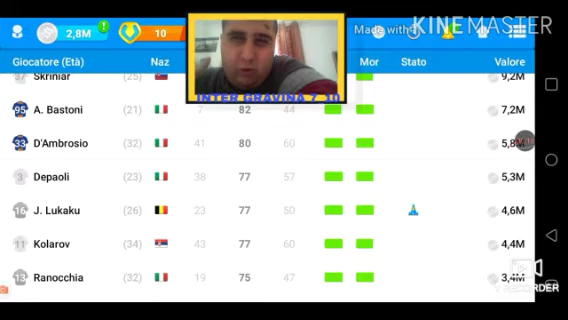 2,8M 10 Made with KINEMASTER
Giocatore (Età) Naz Mor Stato Valore
37 Skriniar (25) 9,2M
95 A. Bastoni (21) 7 82 44 7,2M
33 D'Ambrosio (32) 41 80 60 5,8M
3 Depaoli (23) 38 77 57 5,3M
16 J. Lukaku (26) 23 77 50 4,6M
11 Kolarov (34) 43 77 60 4,4M
13 Ranocchia (32) 19 75 47 3,4M
INTER GRAVINA 7_10
RECORDER